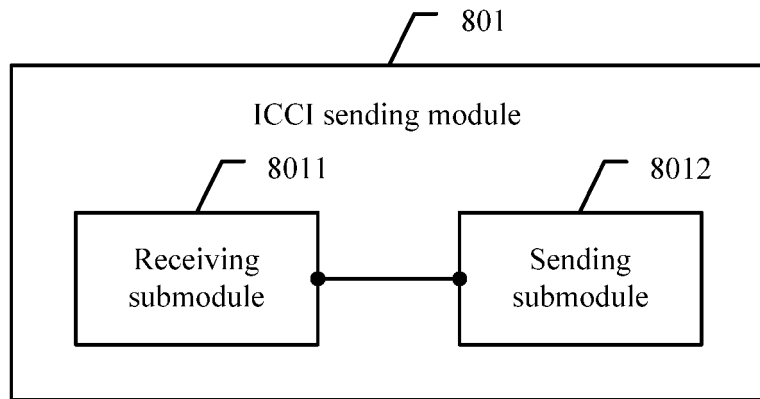 801
ICCI sending module
8011
8012
Receiving
submodule
Sending
submodule